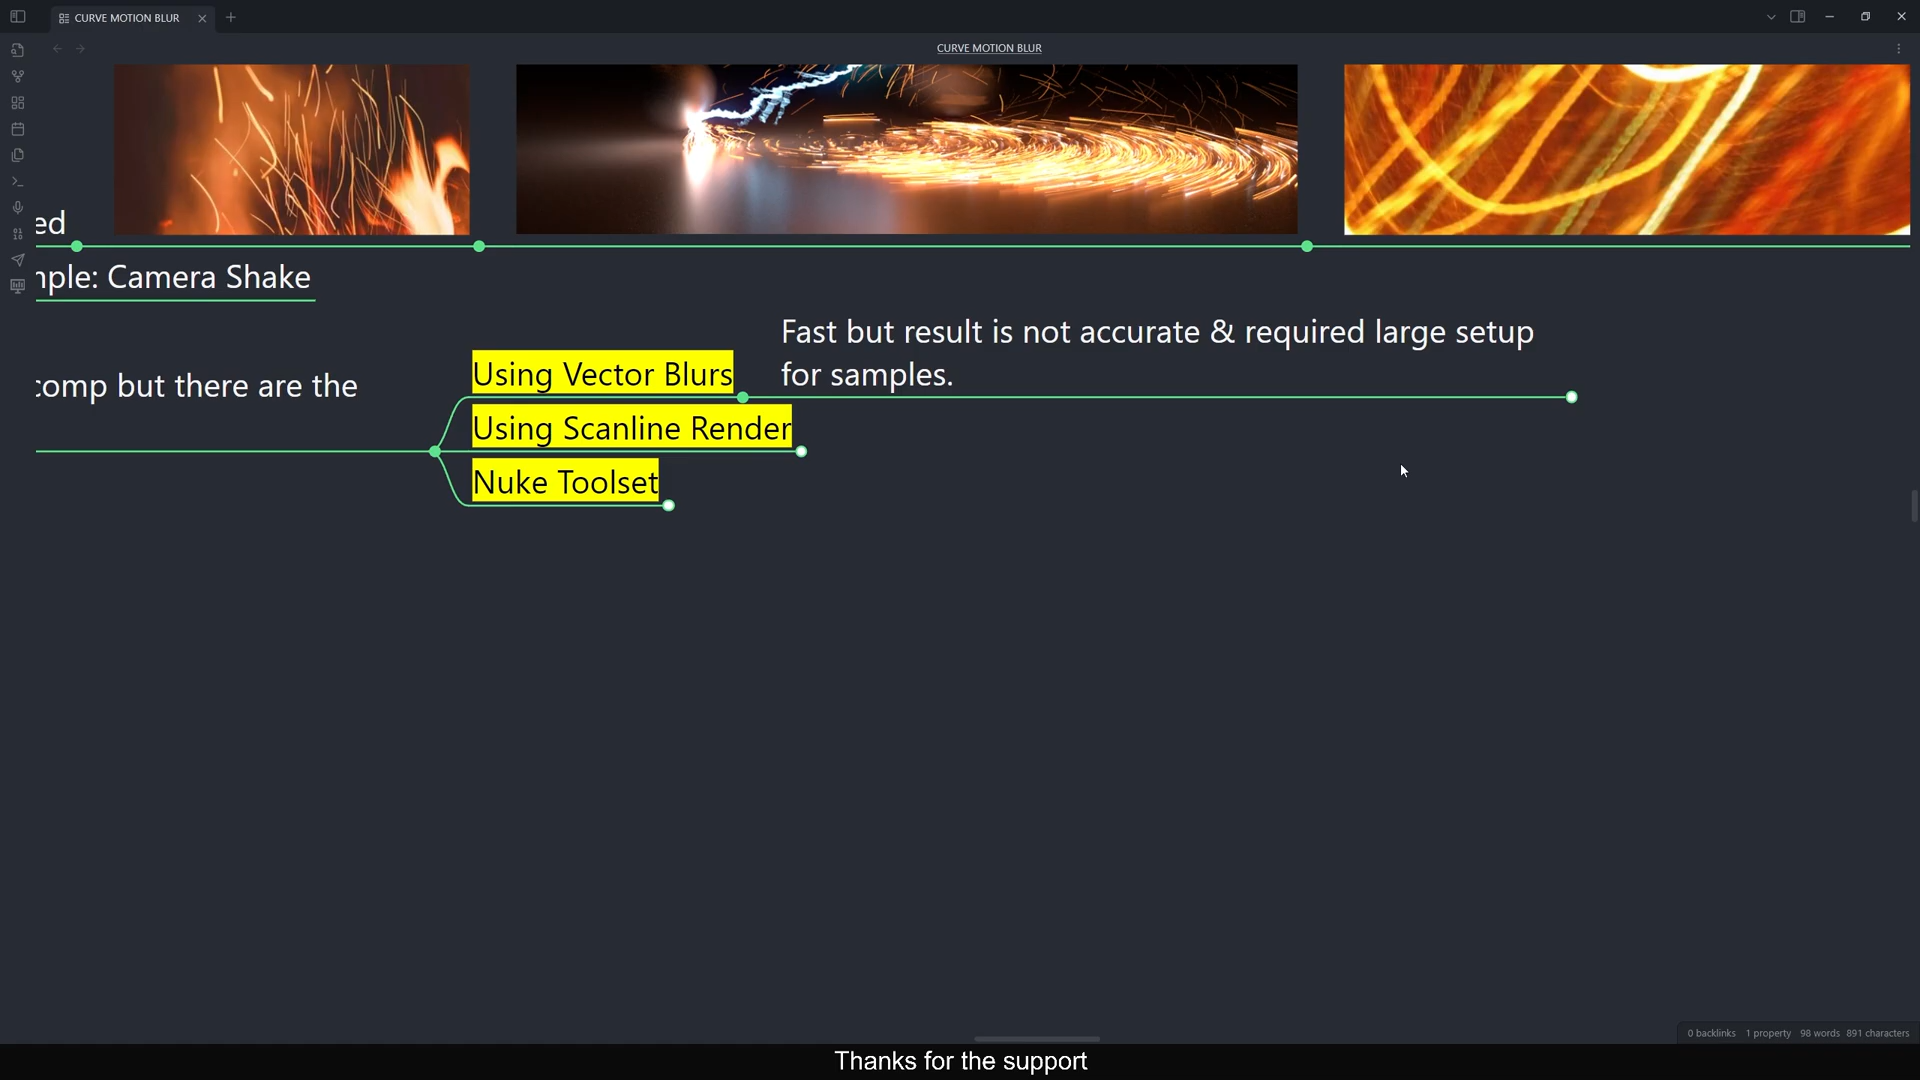 CURVE MOTION BLUR
CURVE MOTION BLUR
ed
nple: Camera Shake
Fast but result is not accurate & required large setup
for samples.
Using Vector Blurs
comp but there are the
Using Scanline Render
Nuke Toolset
0 backlinks 1 property 98 words 891 characters
Thanks for the support